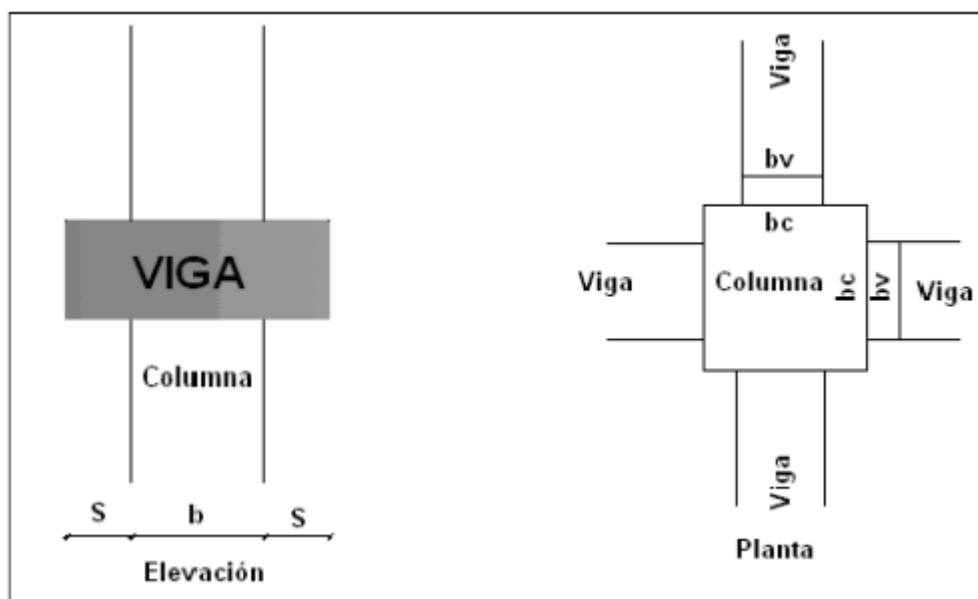 VIGA
Columna
S b S
Elevación
Viga
bv
bc
Viga
Columna
bc
bv
Viga
Viga
Planta